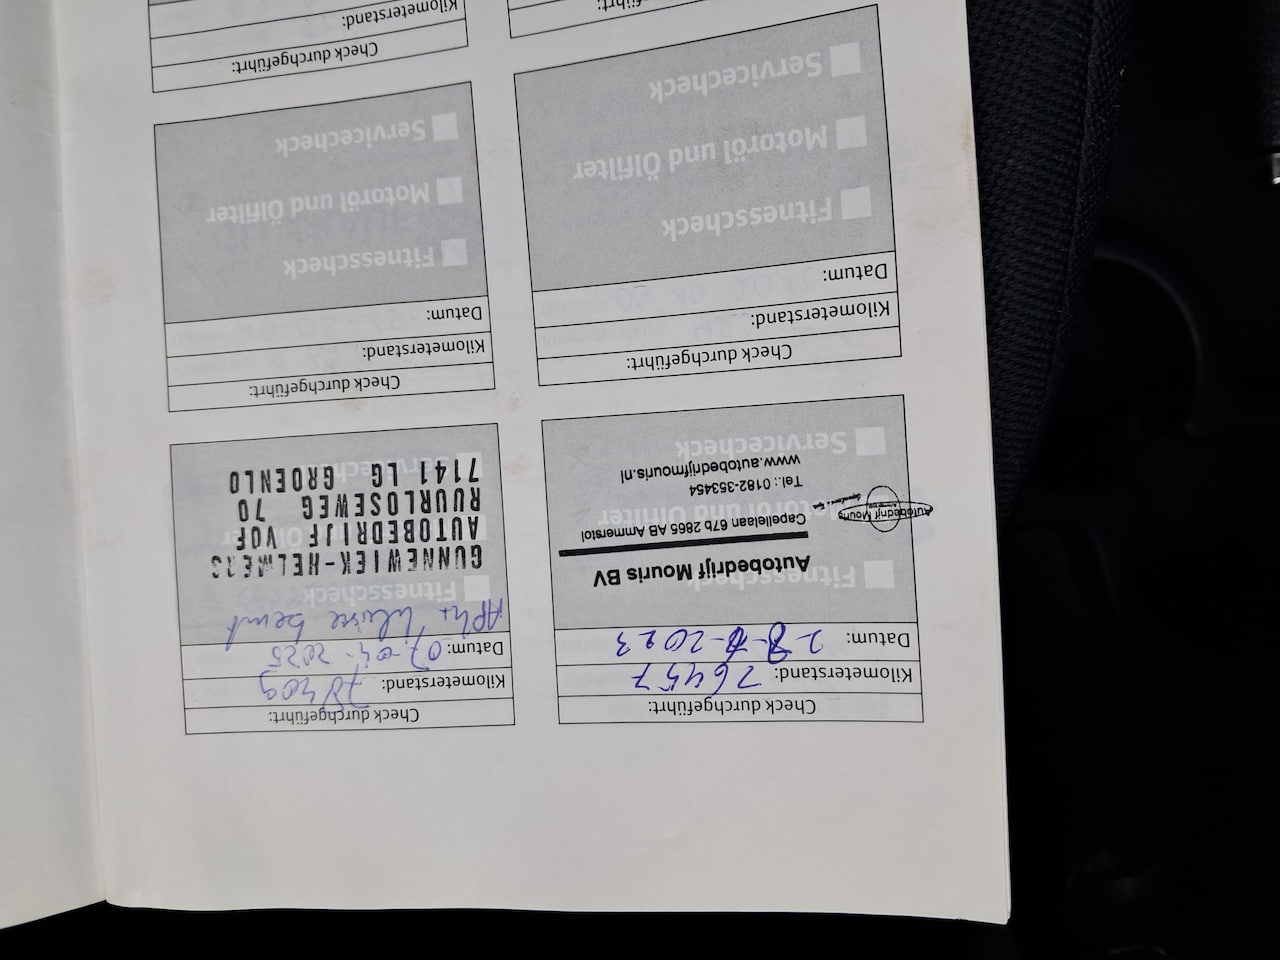 Check durchgeführt:
Kilometerstand: 76457
Datum:
Fitnesscheck
Autobedrijf Mouris BV
Capellelaan 67b 2865 AB Ammerstol
Motoröl und Ölfilter
Autobedrijf Mouris
Tel.: 0182-353454
www.autobedrijfmouris.nl
Servicecheck
Check durchgeführt:
Kilometerstand: 78409
Datum: 07-04-2025
APK + kleine beurt
Fitnesscheck
GUNNEWIEK-HELMERS
AUTOBEDRIJF VOF
RUURLOSEWEG 70
7141 LG GROENLO
Servicecheck
Check durchgeführt:
Kilometerstand:
Datum:
Fitnesscheck
Motoröl und Ölfilter
Servicecheck
Check durchgeführt:
Kilometerstand:
Datum:
Fitnesscheck
Motoröl und Ölfilter
Servicecheck
Check durchgeführt:
Kilometerstand: